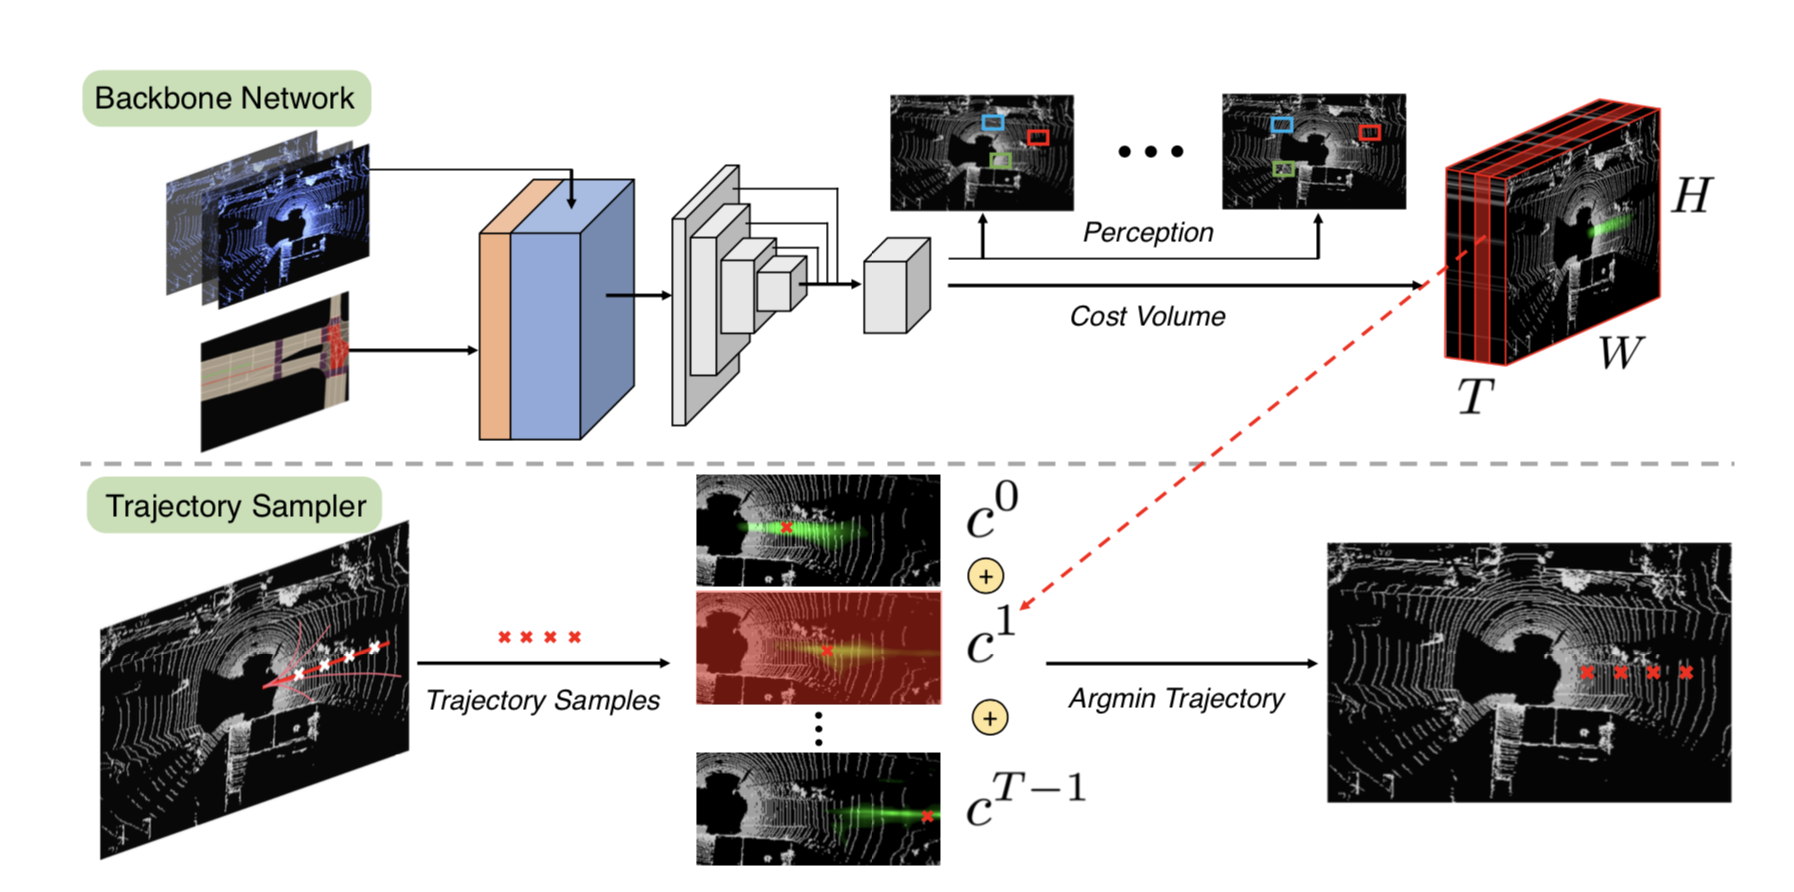 Backbone Network
Perception
Cost Volume
H
W
T
Trajectory Sampler
c^0
+
c^1
Trajectory Samples
Argmin Trajectory
+
c^{T-1}